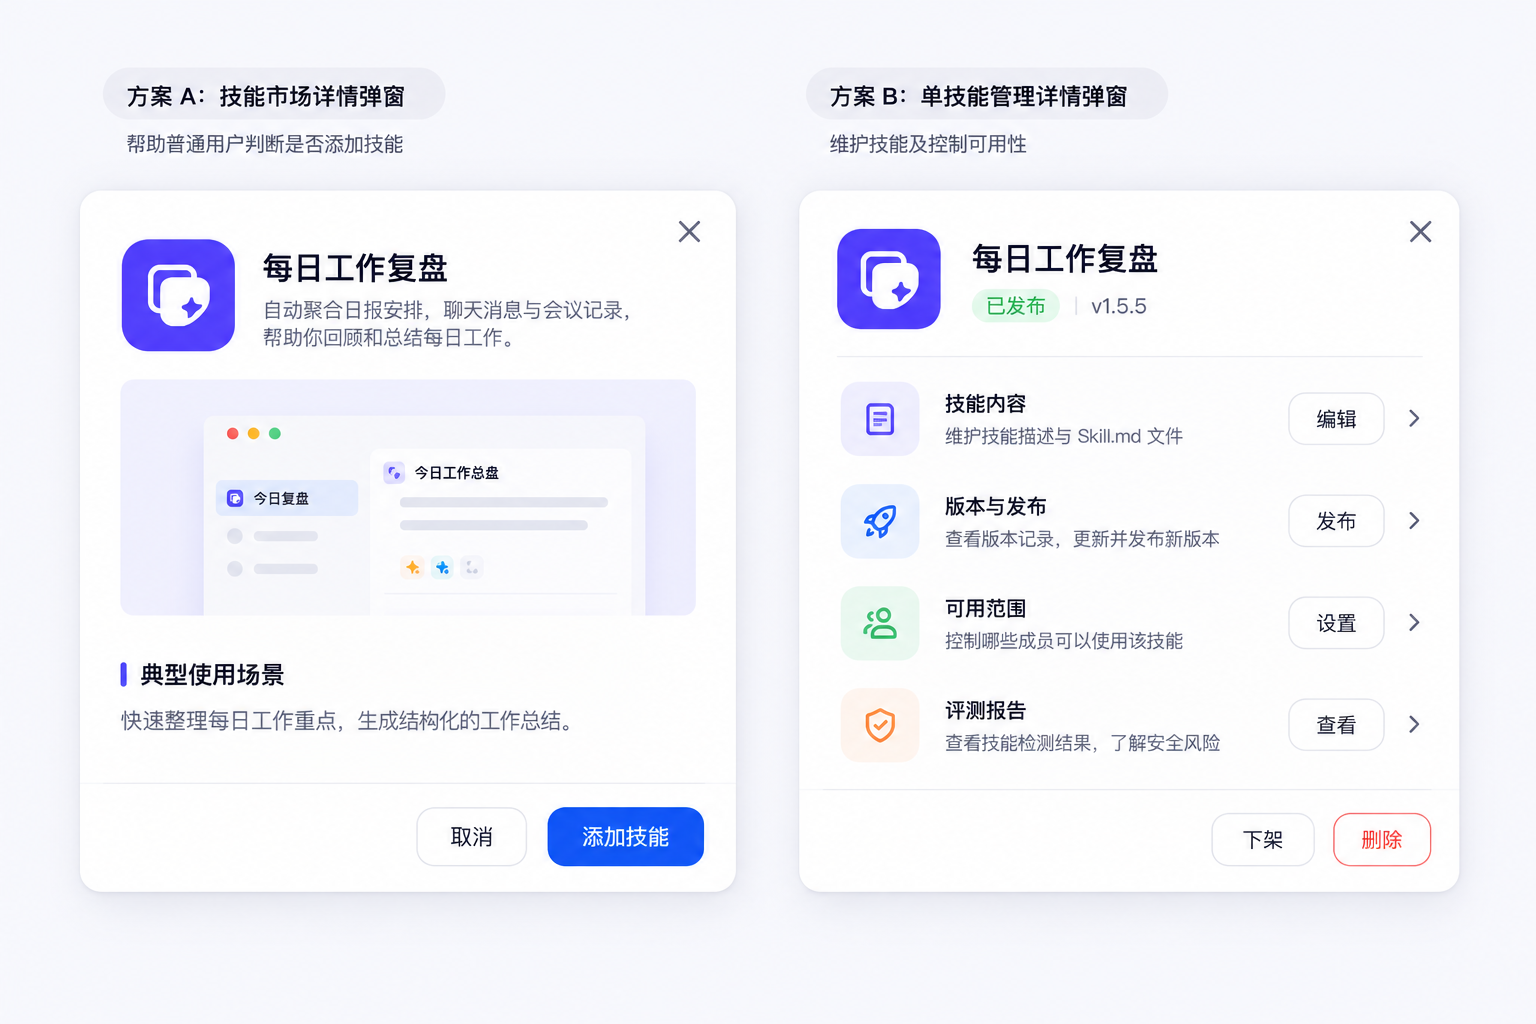 方案 A：技能市场详情弹窗
帮助普通用户判断是否添加技能
每日工作复盘
自动聚合日报安排，聊天消息与会议记录，
帮助你回顾和总结每日工作。
今日复盘
今日工作总盘
典型使用场景
快速整理每日工作重点，生成结构化的工作总结。
取消
添加技能
方案 B：单技能管理详情弹窗
维护技能及控制可用性
每日工作复盘
已发布 | v1.5.5
技能内容
维护技能描述与 Skill.md 文件
编辑
版本与发布
查看版本记录，更新并发布新版本
发布
可用范围
控制哪些成员可以使用该技能
设置
评测报告
查看技能检测结果，了解安全风险
查看
下架
删除